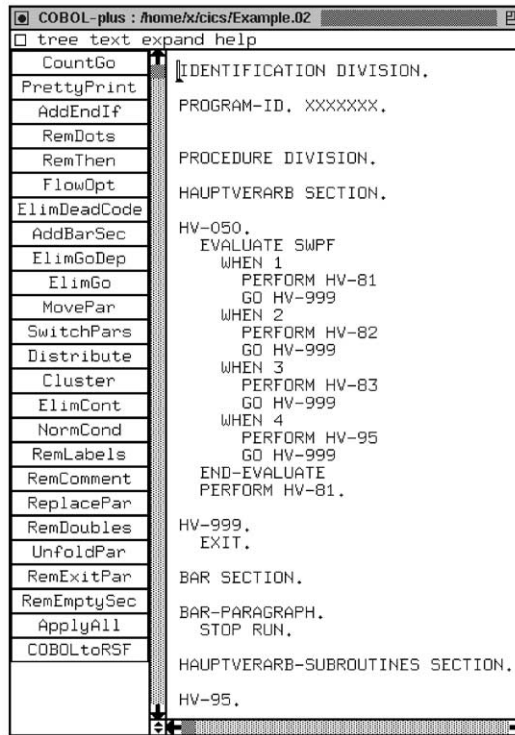 COBOL-plus : /home/x/cics/Example.02
tree text expand help
CountGo
PrettyPrint
AddEndIf
RemDots
RemThen
FlowOpt
ElimDeadCode
AddBarSec
ElimGoDep
ElimGo
MovePar
SwitchPars
Distribute
Cluster
ElimCont
NormCond
RemLabels
RemComment
ReplacePar
RemDoubles
UnfoldPar
RemExitPar
RemEmptySec
ApplyAll
COBOLtoRSF
IDENTIFICATION DIVISION.
PROGRAM-ID. XXXXXXX.
PROCEDURE DIVISION.
HAUPTVERARB SECTION.
HV-050.
EVALUATE SWPF
WHEN 1
PERFORM HV-81
GO HV-999
WHEN 2
PERFORM HV-82
GO HV-999
WHEN 3
PERFORM HV-83
GO HV-999
WHEN 4
PERFORM HV-95
GO HV-999
END-EVALUATE
PERFORM HV-81.
HV-999.
EXIT.
BAR SECTION.
BAR-PARAGRAPH.
STOP RUN.
HAUPTVERARB-SUBROUTINES SECTION.
HV-95.